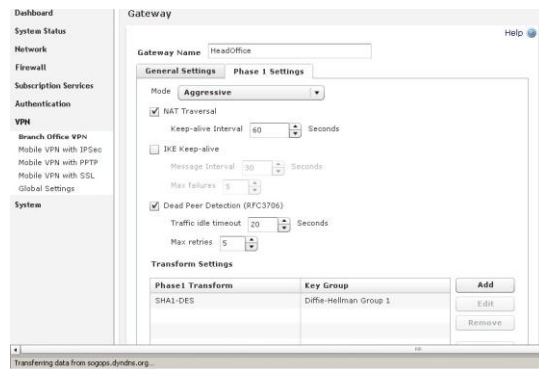 Dashboard
Gateway
System Status
Help
Network
Gateway Name HeadOffice
Firewall
General Settings Phase 1 Settings
Subscription Services
Mode Aggressive
Authentication
NAT Traversal
VPN
Keep-alive Interval 60 Seconds
Branch Office VPN
Mobile VPN with IPSec
IKE Keep-alive
Mobile VPN with PPTP
Message Interval 30 Seconds
Mobile VPN with SSL
Max failures 5
Global Settings
System
Dead Peer Detection (RFC3706)
Traffic idle timeout 20 Seconds
Max retries 5
Transform Settings
Phase1 Transform Key Group Add
SHA1-DES Diffie-Hellman Group 1 Edit
Remove
Transferring data from sogops.dyndns.org...